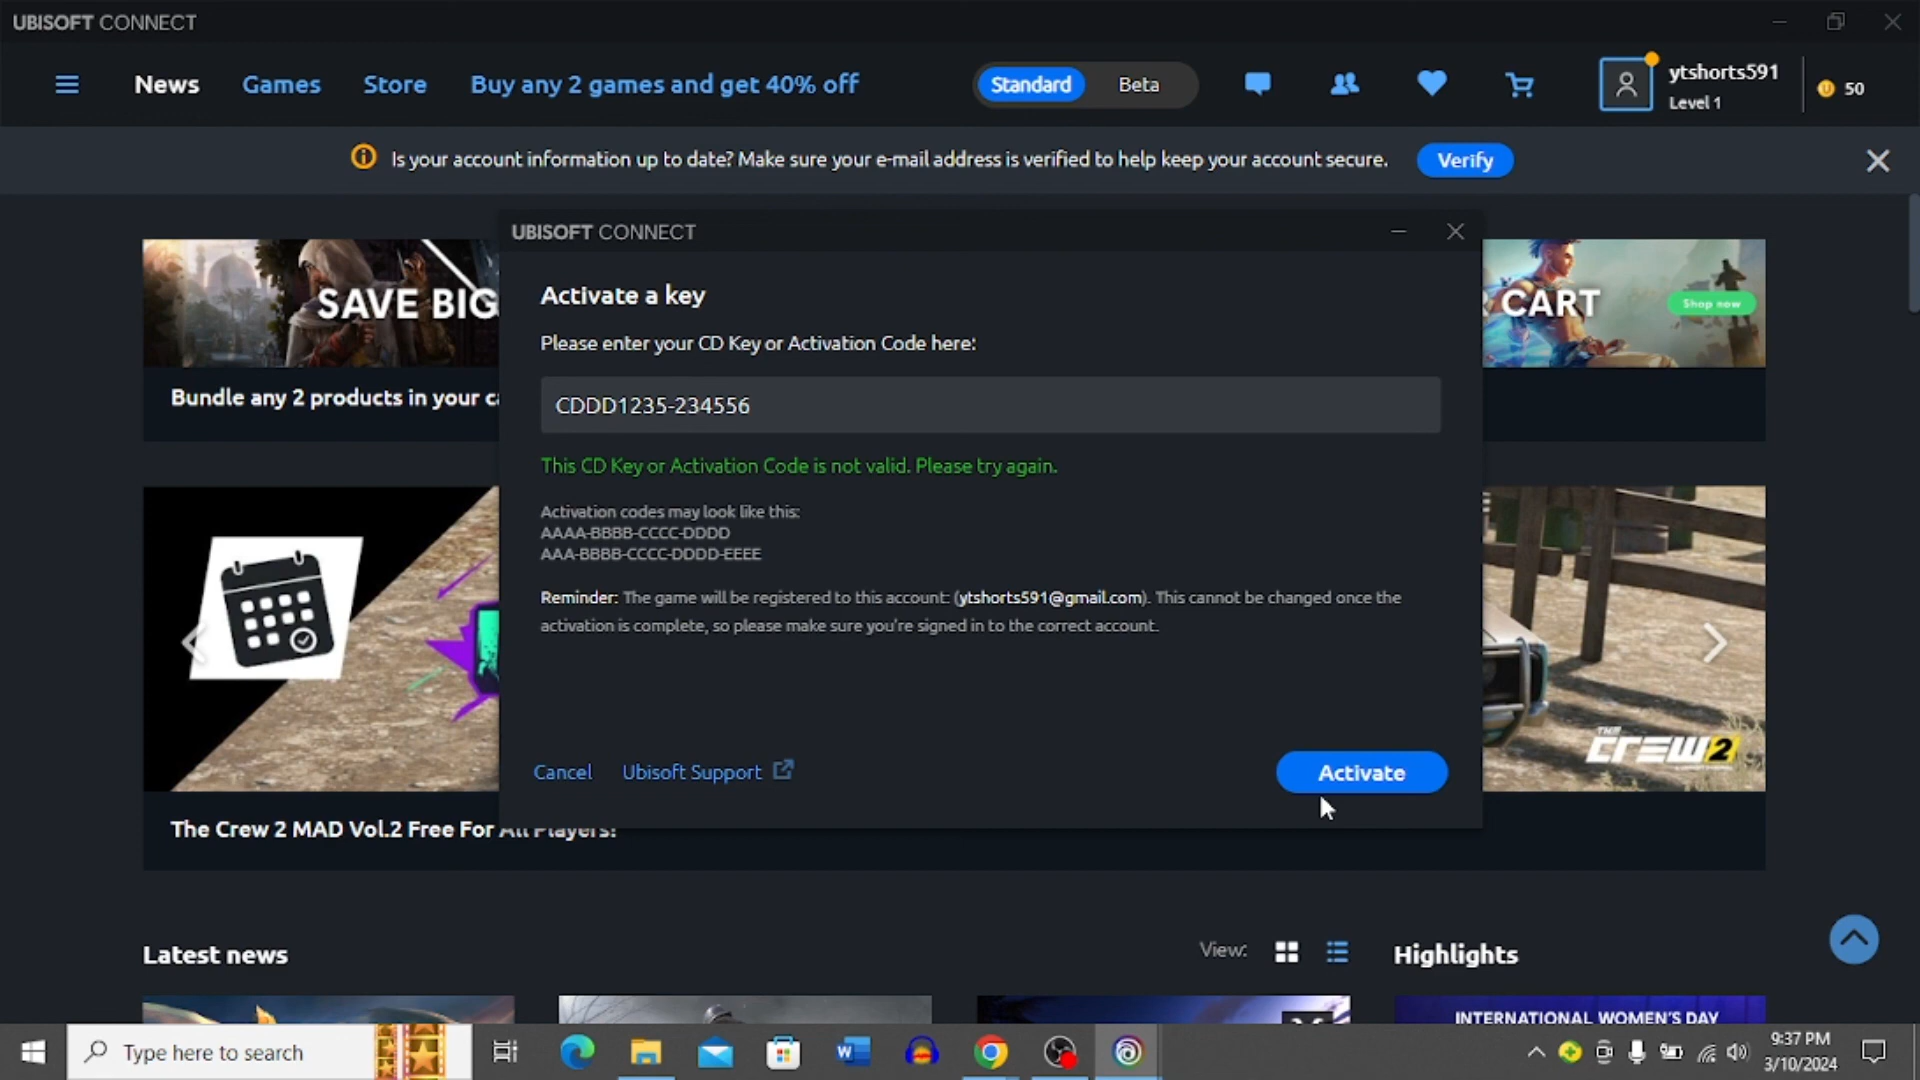 UBISOFT CONNECT
News Games Store Buy any 2 games and get 40% off Standard Beta ytshorts591 50
Level 1
Is your account information up to date? Make sure your e-mail address is verified to help keep your account secure. Verify
UBISOFT CONNECT
SAVE BIG
CART
Shop now
Bundle any 2 products in your
Activate a key
Please enter your CD Key or Activation Code here:
CDDD1235-234556
This CD Key or Activation Code is not valid. Please try again.
Activation codes may look like this:
AAAA-BBBB-CCCC-DDDD
AAA-BBBB-CCCC-DDDD-EEEE
Reminder: The game will be registered to this account: (ytshorts591@gmail.com). This cannot be changed once the
activation is complete, so please make sure you're signed in to the correct account.
Cancel Ubisoft Support Activate
THE CREW 2
The Crew 2 MAD Vol.2 Free For All Players!
Latest news
View:
Highlights
INTERNATIONAL WOMEN'S DAY
Type here to search
9:37 PM
3/10/2024